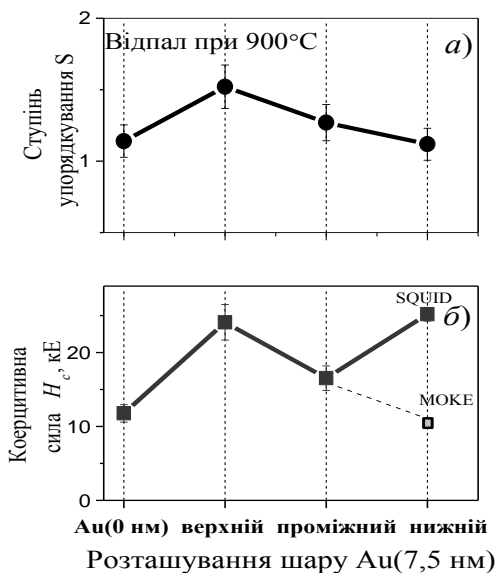 Відпал при 900°C
а)
2
1
Ступінь
упорядкування S
SQUID
б)
MOKE
20
10
0
Коерцитивна
сила Hc, кЕ
Au(0 нм) верхній проміжний нижній
Розташування шару Au(7,5 нм)